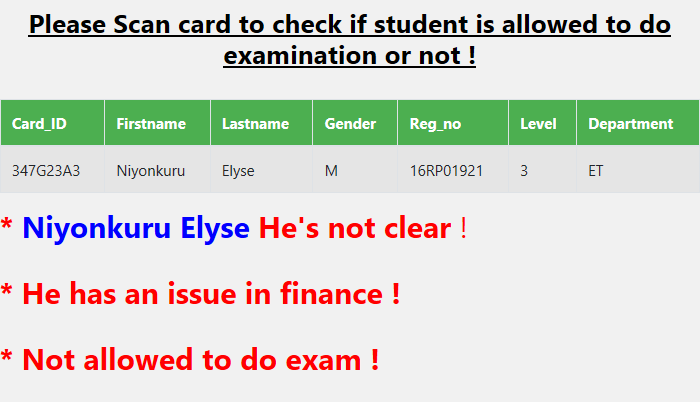 Please Scan card to check if student is allowed to do
examination or not !
Card_ID Firstname Lastname Gender Reg_no Level Department
347G23A3 Niyonkuru Elyse M 16RP01921 3 ET
* Niyonkuru Elyse He's not clear !
* He has an issue in finance !
* Not allowed to do exam !